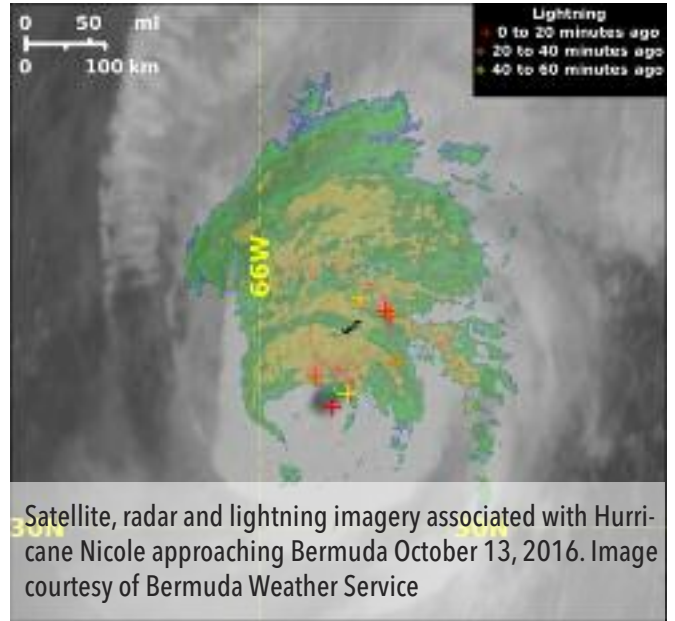 0 50 mi
0 100 km
Lightning
0 to 20 minutes ago
20 to 40 minutes ago
40 to 60 minutes ago
66W
30N 30N
Satellite, radar and lightning imagery associated with Hurri-
cane Nicole approaching Bermuda October 13, 2016. Image
courtesy of Bermuda Weather Service